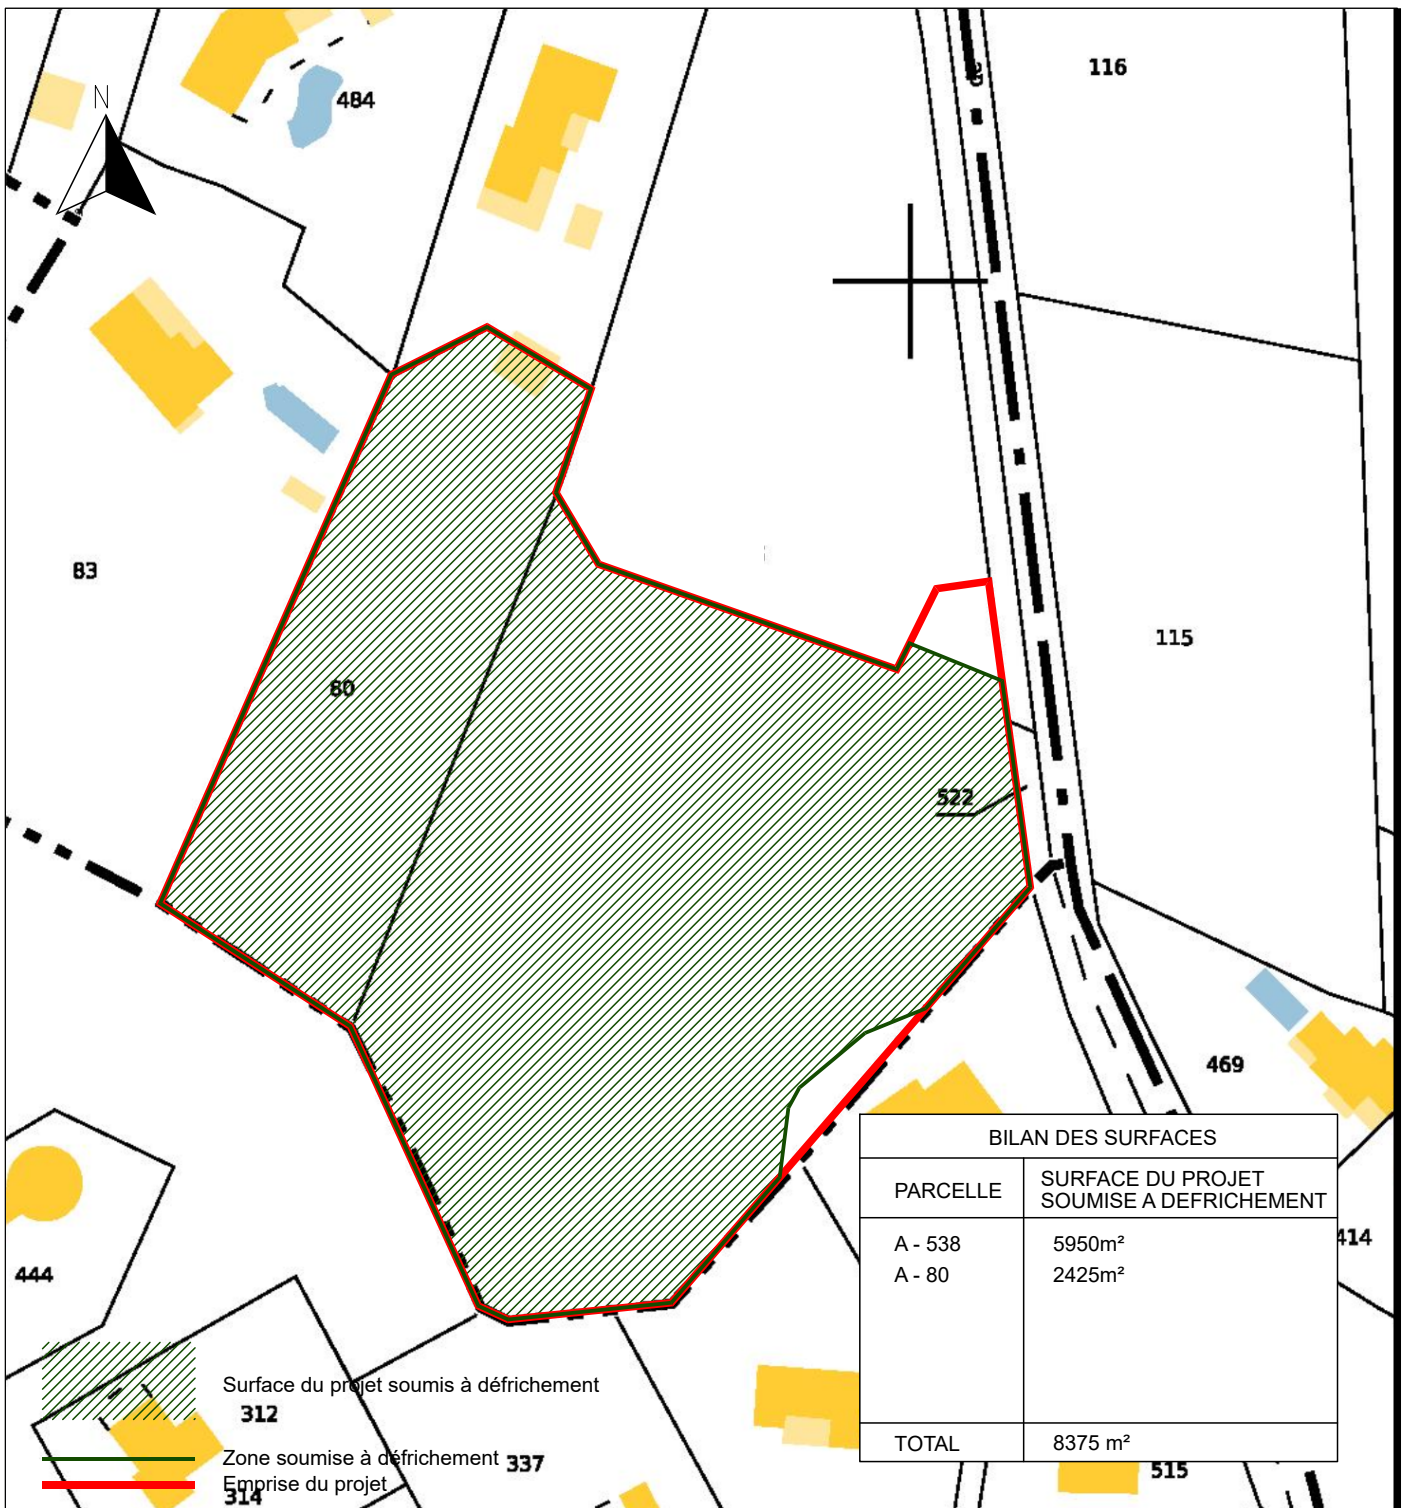 N
484
116
83
80
115
522
469
BILAN DES SURFACES
PARCELLE
SURFACE DU PROJET
SOUMISE A DEFRICHEMENT
A - 538
5950m²
A - 80
2425m²
TOTAL
8375 m²
414
444
Surface du projet soumis à défrichement
312
Zone soumise à défrichement
337
Emprise du projet
314
515